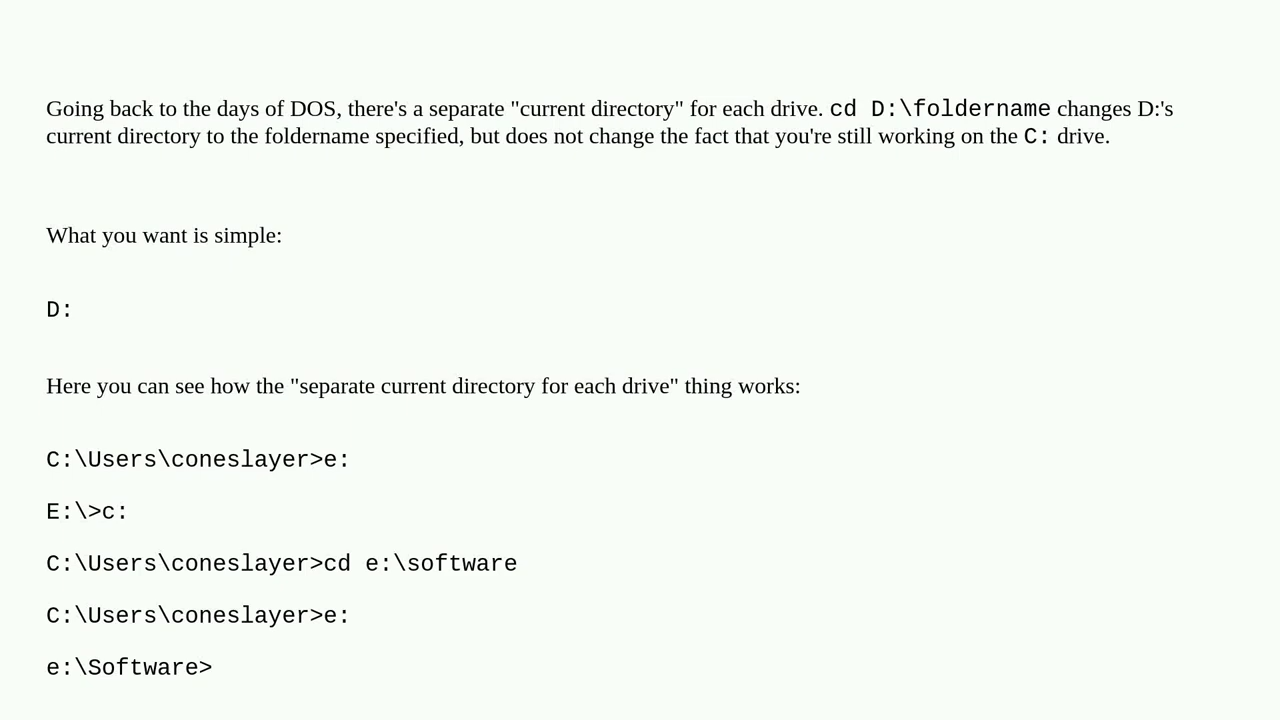 Going back to the days of DOS, there's a separate "current directory" for each drive. cd D:\foldername changes D:'s
current directory to the foldername specified, but does not change the fact that you're still working on the C: drive.
What you want is simple:
D:
Here you can see how the "separate current directory for each drive" thing works:
C:\Users\coneslayer>e:
E:\>c:
C:\Users\coneslayer>cd e:\software
C:\Users\coneslayer>e:
e:\Software>